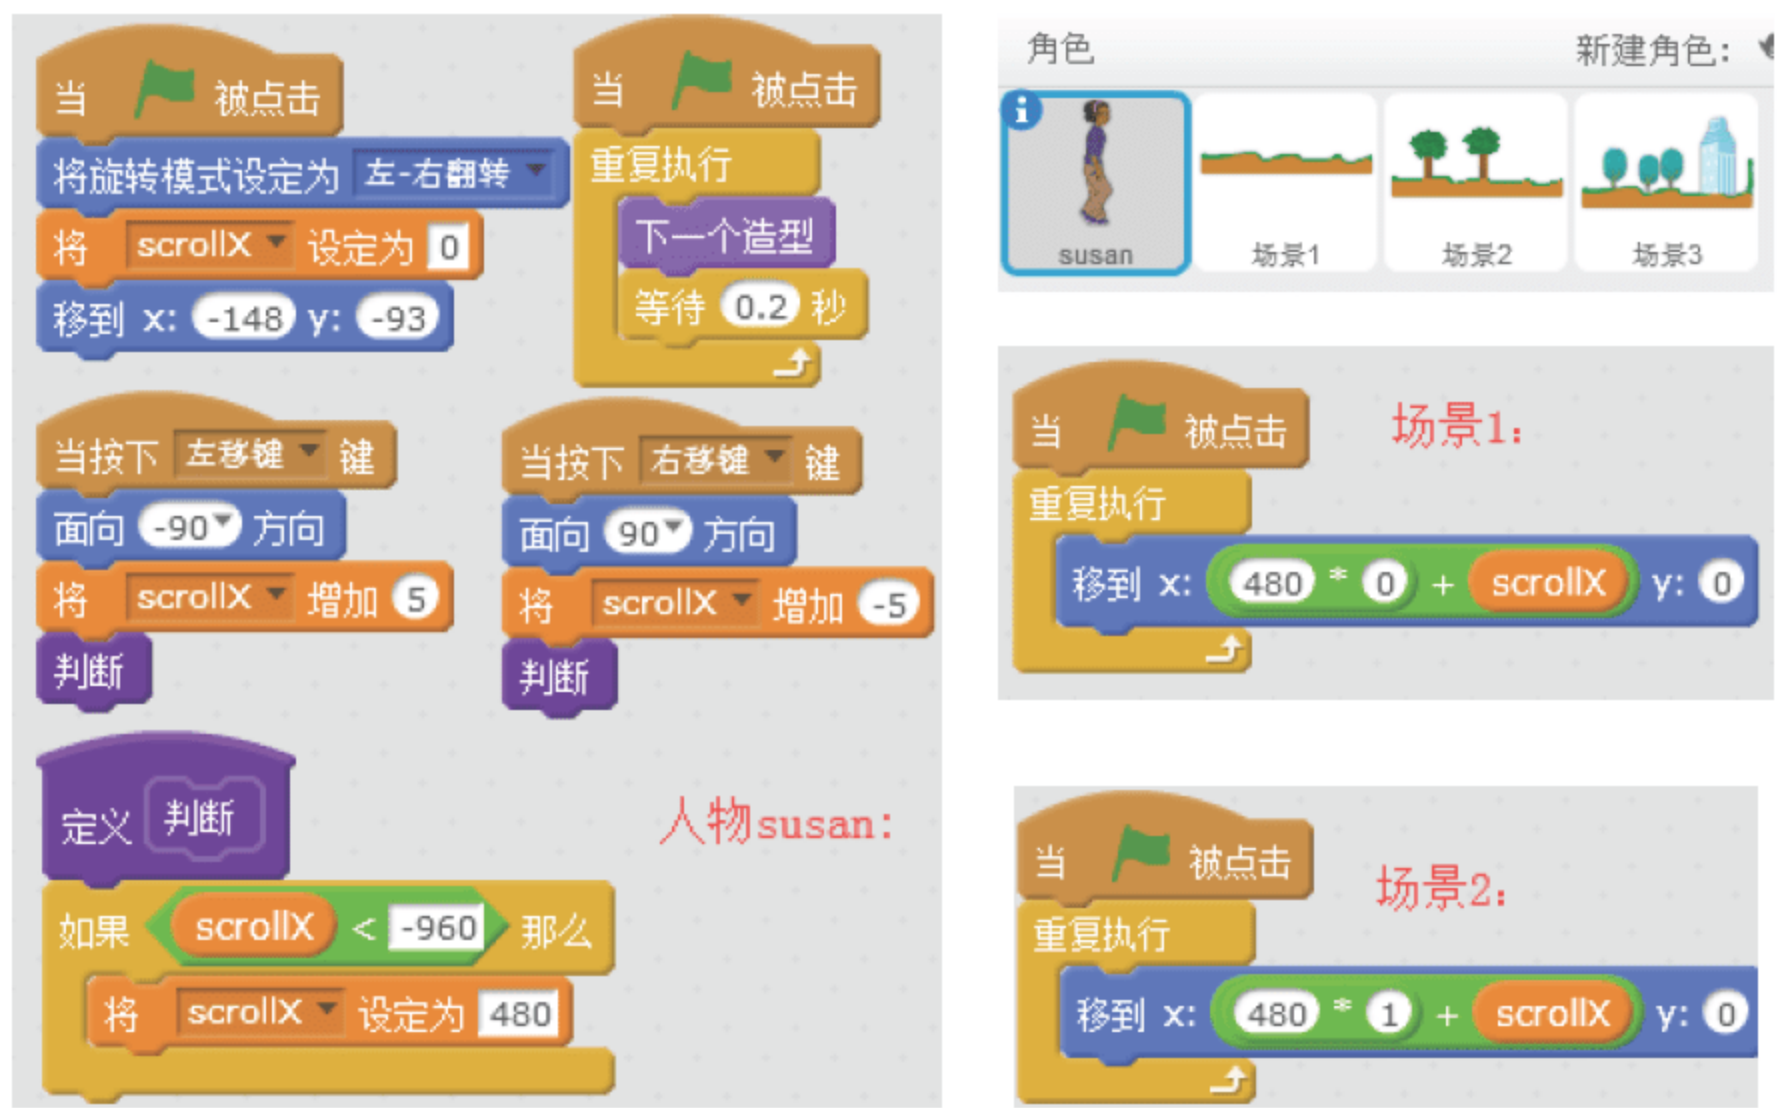 当 被点击
将旋转模式设定为 左-右翻转
将 scrollX 设定为 0
移到 x: -148 y: -93
当 被点击
重复执行
下一个造型
等待 0.2 秒
当按下 左移键 键
面向 -90 方向
将 scrollX 增加 5
判断
当按下 右移键 键
面向 90 方向
将 scrollX 增加 -5
判断
定义 判断
如果 scrollX < -960 那么
将 scrollX 设定为 480
人物susan:
角色 新建角色:
susan 场景1 场景2 场景3
当 被点击
场景1:
重复执行
移到 x: 480 * 0 + scrollX y: 0
当 被点击
场景2:
重复执行
移到 x: 480 * 1 + scrollX y: 0